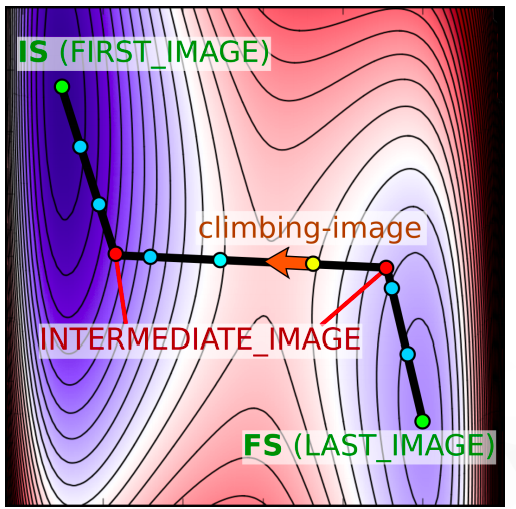 IS (FIRST_IMAGE)
climbing-image
INTERMEDIATE_IMAGE
FS (LAST_IMAGE)